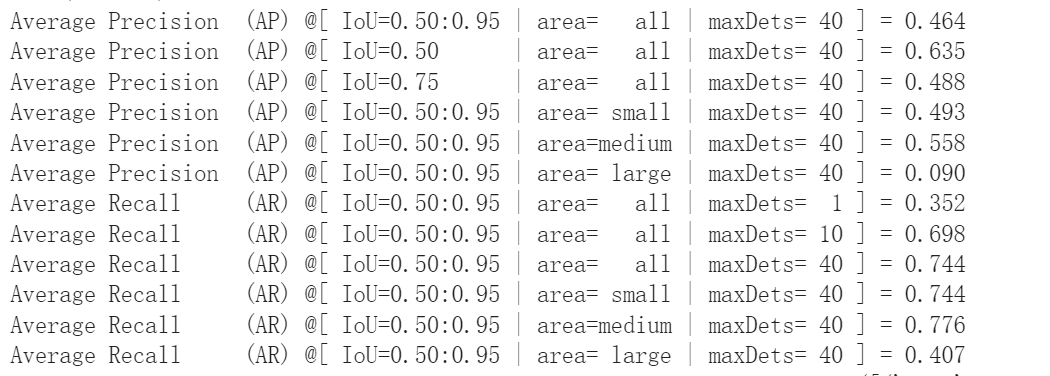 Average Precision (AP) @[ IoU=0.50:0.95 | area= all | maxDets= 40 ] = 0.464
Average Precision (AP) @[ IoU=0.50 | area= all | maxDets= 40 ] = 0.635
Average Precision (AP) @[ IoU=0.75 | area= all | maxDets= 40 ] = 0.488
Average Precision (AP) @[ IoU=0.50:0.95 | area= small | maxDets= 40 ] = 0.493
Average Precision (AP) @[ IoU=0.50:0.95 | area=medium | maxDets= 40 ] = 0.558
Average Precision (AP) @[ IoU=0.50:0.95 | area= large | maxDets= 40 ] = 0.090
Average Recall (AR) @[ IoU=0.50:0.95 | area= all | maxDets= 1 ] = 0.352
Average Recall (AR) @[ IoU=0.50:0.95 | area= all | maxDets= 10 ] = 0.698
Average Recall (AR) @[ IoU=0.50:0.95 | area= all | maxDets= 40 ] = 0.744
Average Recall (AR) @[ IoU=0.50:0.95 | area= small | maxDets= 40 ] = 0.744
Average Recall (AR) @[ IoU=0.50:0.95 | area=medium | maxDets= 40 ] = 0.776
Average Recall (AR) @[ IoU=0.50:0.95 | area= large | maxDets= 40 ] = 0.407